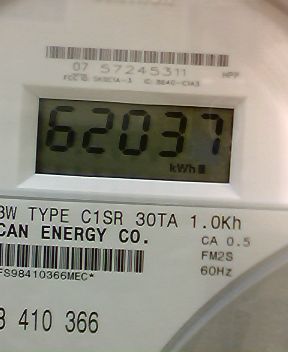 07 57245311 HPP
62037
kWh
3W TYPE C1SR 30TA 1.0Kh
CAN ENERGY CO.
CA 0.5
FM2S
60Hz
FS98410366MEC*
8 410 366